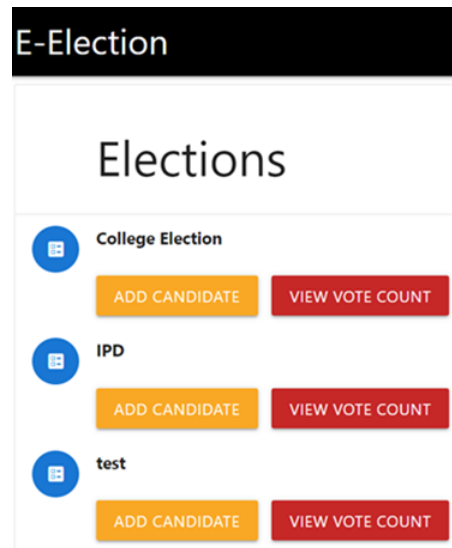 E-Election
Elections
College Election
ADD CANDIDATE VIEW VOTE COUNT
IPD
ADD CANDIDATE VIEW VOTE COUNT
test
ADD CANDIDATE VIEW VOTE COUNT